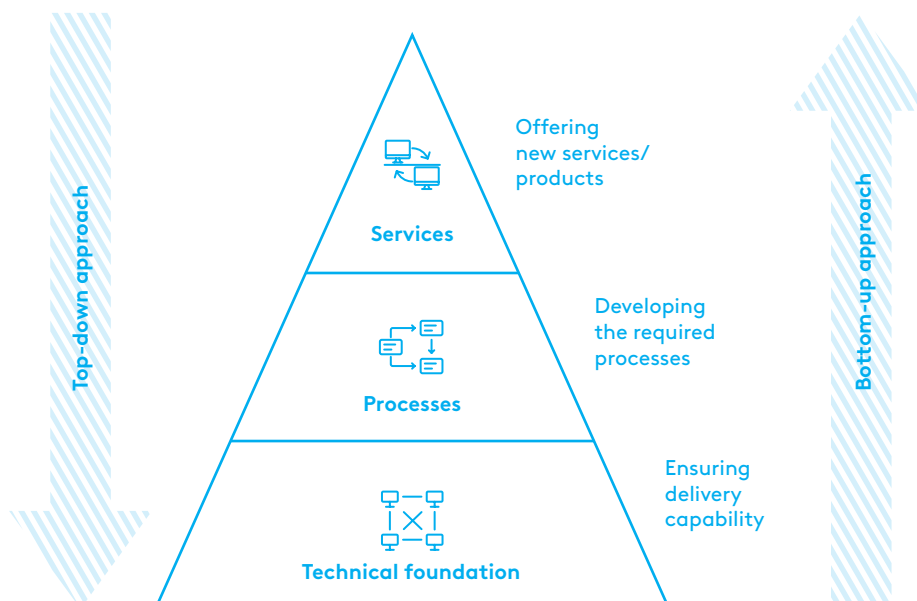 Offering
new services/
products
Services
Top-down approach
Bottom-up approach
Developing
the required
processes
Processes
Ensuring
delivery
capability
Technical foundation